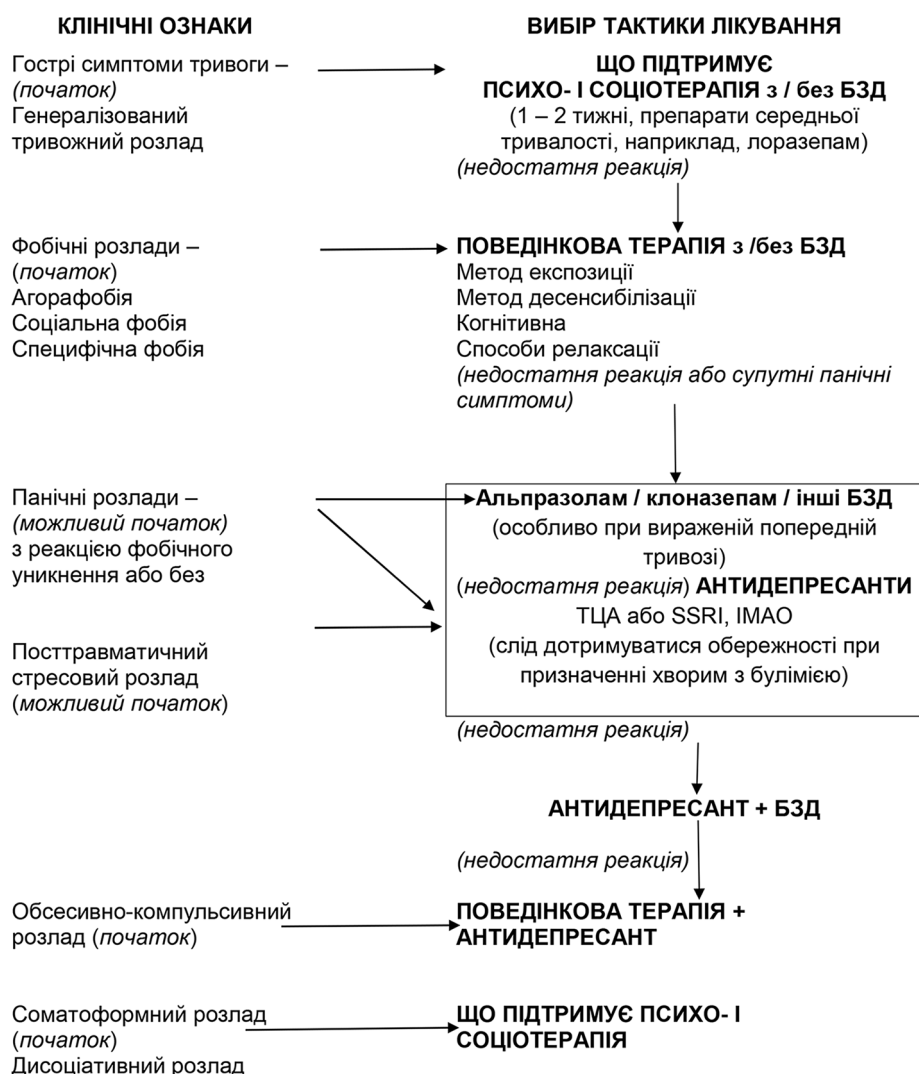 КЛІНІЧНІ ОЗНАКИ
ВИБІР ТАКТИКИ ЛІКУВАННЯ
Гострі симптоми тривоги –
(початок)
Генералізований
тривожний розлад
ЩО ПІДТРИМУЄ
ПСИХО- І СОЦІОТЕРАПІЯ з / без БЗД
(1 – 2 тижні, препарати середньої
тривалості, наприклад, лоразепам)
(недостатня реакція)
Фобічні розлади –
(початок)
Агорафобія
Соціальна фобія
Специфічна фобія
ПОВЕДІНКОВА ТЕРАПІЯ з /без БЗД
Метод експозиції
Метод десенсибілізації
Когнітивна
Способи релаксації
(недостатня реакція або супутні панічні
симптоми)
Панічні розлади –
(можливий початок)
з реакцією фобічного
уникнення або без
Альпразолам / клоназепам / інші БЗД
(особливо при вираженій попередній
тривозі)
(недостатня реакція) АНТИДЕПРЕСАНТИ
ТЦА або SSRI, ІМАО
(слід дотримуватися обережності при
призначенні хворим з булімією)
Посттравматичний
стресовий розлад
(можливий початок)
(недостатня реакція)
АНТИДЕПРЕСАНТ + БЗД
(недостатня реакція)
Обсесивно-компульсивний
розлад (початок)
ПОВЕДІНКОВА ТЕРАПІЯ +
АНТИДЕПРЕСАНТ
Соматоформний розлад
(початок)
Дисоціативний розлад
ЩО ПІДТРИМУЄ ПСИХО- І
СОЦІОТЕРАПІЯ